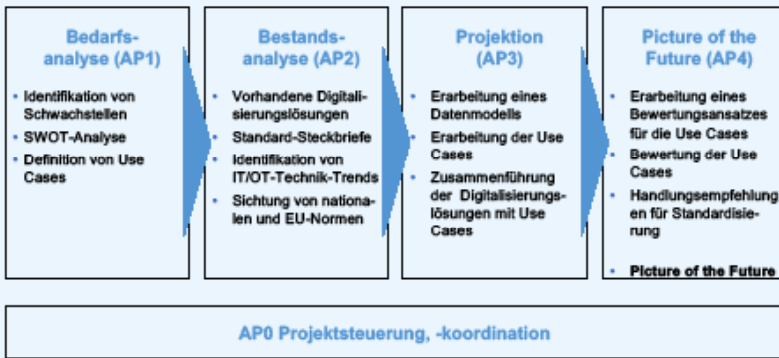 Bedarfs-
analyse (AP1)
• Identifikation von
Schwachstellen
• SWOT-Analyse
• Definition von Use
Cases
Bestands-
analyse (AP2)
• Vorhandene Digitali-
sierungslösungen
• Standard-Steckbriefe
• Identifikation von
IT/OT-Technik-Trends
• Sichtung von nationa-
len und EU-Normen
Projektion
(AP3)
• Erarbeitung eines
Datenmodells
• Erarbeitung der Use
Cases
• Zusammenführung
der Digitalisierungs-
lösungen mit Use
Cases
Picture of the
Future (AP4)
• Erarbeitung eines
Bewertungsansatzes
für die Use Cases
• Bewertung der Use
Cases
• Handlungsempfehlung
en für Standardisie-
rung
• Picture of the Future
AP0 Projektsteuerung, -koordination